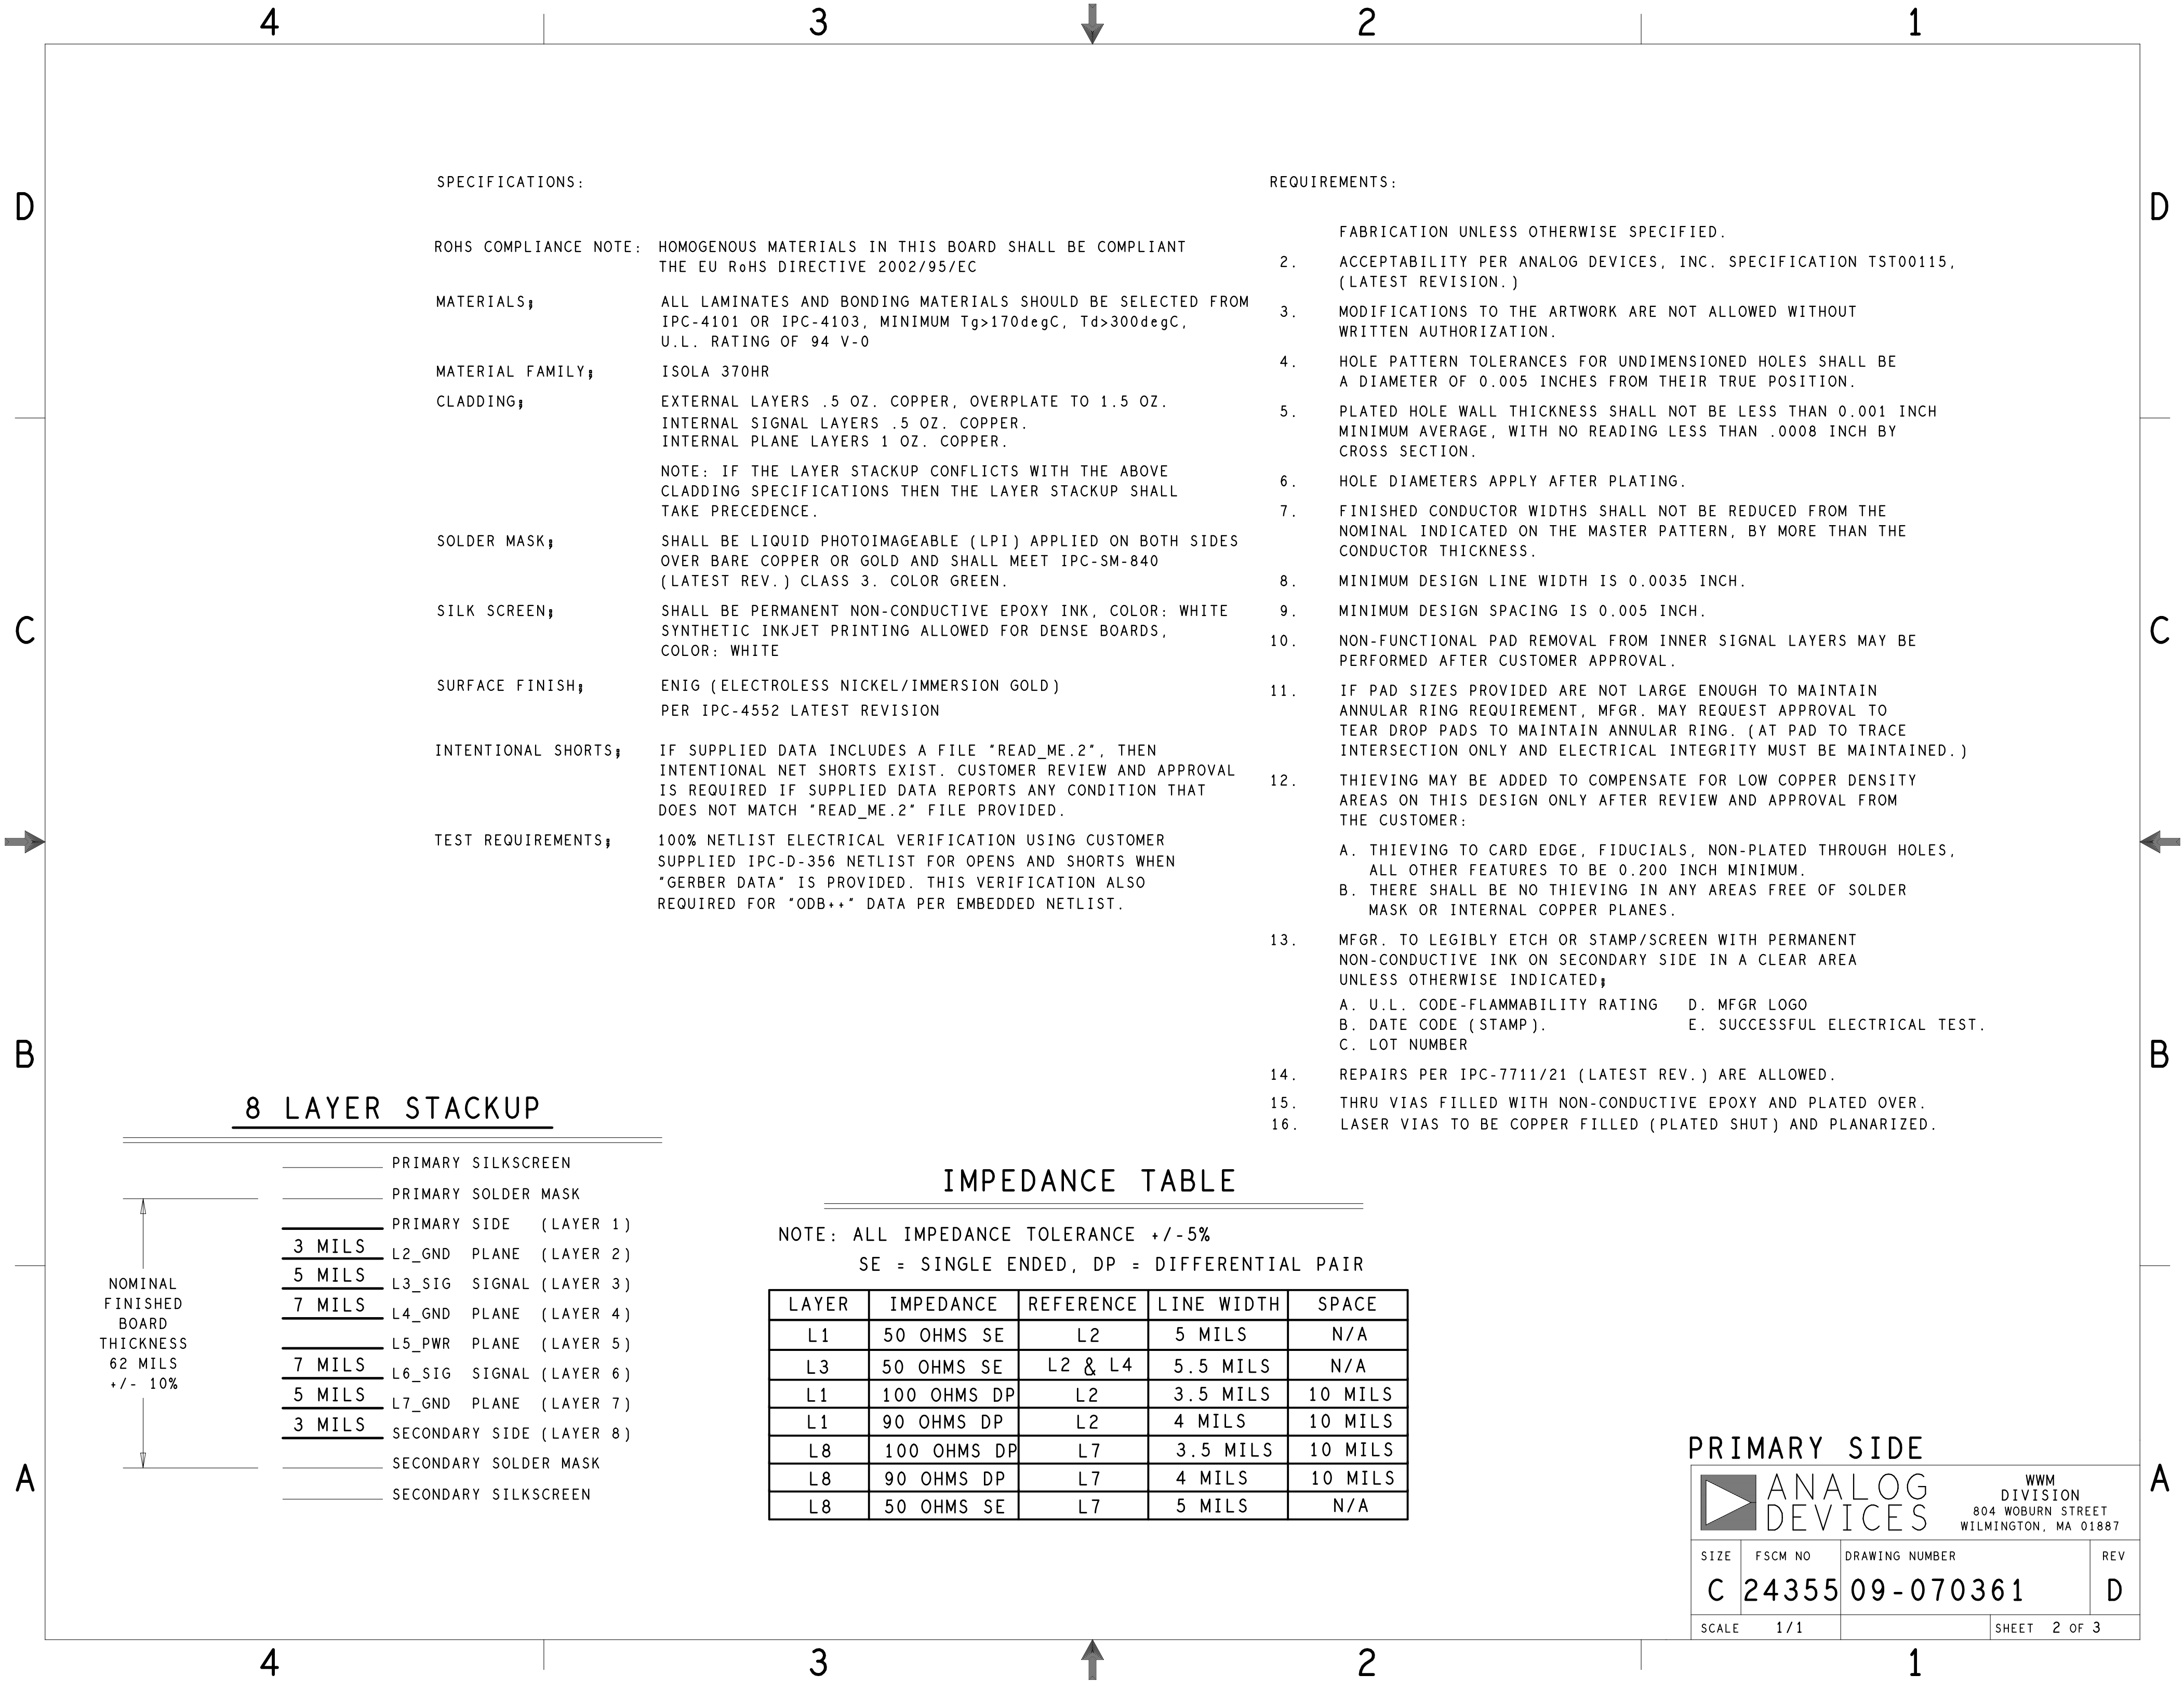 4 3 2 1
D D
C C
B B
A A
SPECIFICATIONS:
ROHS COMPLIANCE NOTE: HOMOGENOUS MATERIALS IN THIS BOARD SHALL BE COMPLIANT
THE EU RoHS DIRECTIVE 2002/95/EC
MATERIALS; ALL LAMINATES AND BONDING MATERIALS SHOULD BE SELECTED FROM
IPC-4101 OR IPC-4103, MINIMUM Tg>170degC, Td>300degC,
U.L. RATING OF 94 V-0
MATERIAL FAMILY; ISOLA 370HR
CLADDING; EXTERNAL LAYERS .5 OZ. COPPER, OVERPLATE TO 1.5 OZ.
INTERNAL SIGNAL LAYERS .5 OZ. COPPER.
INTERNAL PLANE LAYERS 1 OZ. COPPER.
NOTE: IF THE LAYER STACKUP CONFLICTS WITH THE ABOVE
CLADDING SPECIFICATIONS THEN THE LAYER STACKUP SHALL
TAKE PRECEDENCE.
SOLDER MASK; SHALL BE LIQUID PHOTOIMAGEABLE (LPI) APPLIED ON BOTH SIDES
OVER BARE COPPER OR GOLD AND SHALL MEET IPC-SM-840
(LATEST REV.) CLASS 3. COLOR GREEN.
SILK SCREEN; SHALL BE PERMANENT NON-CONDUCTIVE EPOXY INK, COLOR: WHITE
SYNTHETIC INKJET PRINTING ALLOWED FOR DENSE BOARDS,
COLOR: WHITE
SURFACE FINISH; ENIG (ELECTROLESS NICKEL/IMMERSION GOLD)
PER IPC-4552 LATEST REVISION
INTENTIONAL SHORTS; IF SUPPLIED DATA INCLUDES A FILE "READ_ME.2", THEN
INTENTIONAL NET SHORTS EXIST. CUSTOMER REVIEW AND APPROVAL
IS REQUIRED IF SUPPLIED DATA REPORTS ANY CONDITION THAT
DOES NOT MATCH "READ_ME.2" FILE PROVIDED.
TEST REQUIREMENTS; 100% NETLIST ELECTRICAL VERIFICATION USING CUSTOMER
SUPPLIED IPC-D-356 NETLIST FOR OPENS AND SHORTS WHEN
"GERBER DATA" IS PROVIDED. THIS VERIFICATION ALSO
REQUIRED FOR "ODB++" DATA PER EMBEDDED NETLIST.
REQUIREMENTS:
FABRICATION UNLESS OTHERWISE SPECIFIED.
2. ACCEPTABILITY PER ANALOG DEVICES, INC. SPECIFICATION TST00115,
(LATEST REVISION.)
3. MODIFICATIONS TO THE ARTWORK ARE NOT ALLOWED WITHOUT
WRITTEN AUTHORIZATION.
4. HOLE PATTERN TOLERANCES FOR UNDIMENSIONED HOLES SHALL BE
A DIAMETER OF 0.005 INCHES FROM THEIR TRUE POSITION.
5. PLATED HOLE WALL THICKNESS SHALL NOT BE LESS THAN 0.001 INCH
MINIMUM AVERAGE, WITH NO READING LESS THAN .0008 INCH BY
CROSS SECTION.
6. HOLE DIAMETERS APPLY AFTER PLATING.
7. FINISHED CONDUCTOR WIDTHS SHALL NOT BE REDUCED FROM THE
NOMINAL INDICATED ON THE MASTER PATTERN, BY MORE THAN THE
CONDUCTOR THICKNESS.
8. MINIMUM DESIGN LINE WIDTH IS 0.0035 INCH.
9. MINIMUM DESIGN SPACING IS 0.005 INCH.
10. NON-FUNCTIONAL PAD REMOVAL FROM INNER SIGNAL LAYERS MAY BE
PERFORMED AFTER CUSTOMER APPROVAL.
11. IF PAD SIZES PROVIDED ARE NOT LARGE ENOUGH TO MAINTAIN
ANNULAR RING REQUIREMENT, MFGR. MAY REQUEST APPROVAL TO
TEAR DROP PADS TO MAINTAIN ANNULAR RING. (AT PAD TO TRACE
INTERSECTION ONLY AND ELECTRICAL INTEGRITY MUST BE MAINTAINED.)
12. THIEVING MAY BE ADDED TO COMPENSATE FOR LOW COPPER DENSITY
AREAS ON THIS DESIGN ONLY AFTER REVIEW AND APPROVAL FROM
THE CUSTOMER:
A. THIEVING TO CARD EDGE, FIDUCIALS, NON-PLATED THROUGH HOLES,
ALL OTHER FEATURES TO BE 0.200 INCH MINIMUM.
B. THERE SHALL BE NO THIEVING IN ANY AREAS FREE OF SOLDER
MASK OR INTERNAL COPPER PLANES.
13. MFGR. TO LEGIBLY ETCH OR STAMP/SCREEN WITH PERMANENT
NON-CONDUCTIVE INK ON SECONDARY SIDE IN A CLEAR AREA
UNLESS OTHERWISE INDICATED;
A. U.L. CODE-FLAMMABILITY RATING D. MFGR LOGO
B. DATE CODE (STAMP). E. SUCCESSFUL ELECTRICAL TEST.
C. LOT NUMBER
14. REPAIRS PER IPC-7711/21 (LATEST REV.) ARE ALLOWED.
15. THRU VIAS FILLED WITH NON-CONDUCTIVE EPOXY AND PLATED OVER.
16. LASER VIAS TO BE COPPER FILLED (PLATED SHUT) AND PLANARIZED.
8 LAYER STACKUP
PRIMARY SILKSCREEN
PRIMARY SOLDER MASK
PRIMARY SIDE (LAYER 1)
3 MILS L2_GND PLANE (LAYER 2)
5 MILS L3_SIG SIGNAL (LAYER 3)
7 MILS L4_GND PLANE (LAYER 4)
L5_PWR PLANE (LAYER 5)
7 MILS L6_SIG SIGNAL (LAYER 6)
5 MILS L7_GND PLANE (LAYER 7)
3 MILS SECONDARY SIDE (LAYER 8)
SECONDARY SOLDER MASK
SECONDARY SILKSCREEN
NOMINAL
FINISHED
BOARD
THICKNESS
62 MILS
+/- 10%
IMPEDANCE TABLE
NOTE: ALL IMPEDANCE TOLERANCE +/-5%
SE = SINGLE ENDED, DP = DIFFERENTIAL PAIR
LAYER IMPEDANCE REFERENCE LINE WIDTH SPACE
L1 50 OHMS SE L2 5 MILS N/A
L3 50 OHMS SE L2 & L4 5.5 MILS N/A
L1 100 OHMS DP L2 3.5 MILS 10 MILS
L1 90 OHMS DP L2 4 MILS 10 MILS
L8 100 OHMS DP L7 3.5 MILS 10 MILS
L8 90 OHMS DP L7 4 MILS 10 MILS
L8 50 OHMS SE L7 5 MILS N/A
PRIMARY SIDE
ANALOG
DEVICES
WWM
DIVISION
804 WOBURN STREET
WILMINGTON, MA 01887
SIZE FSCM NO DRAWING NUMBER REV
C 24355 09-070361 D
SCALE 1/1 SHEET 2 OF 3
4 3 2 1